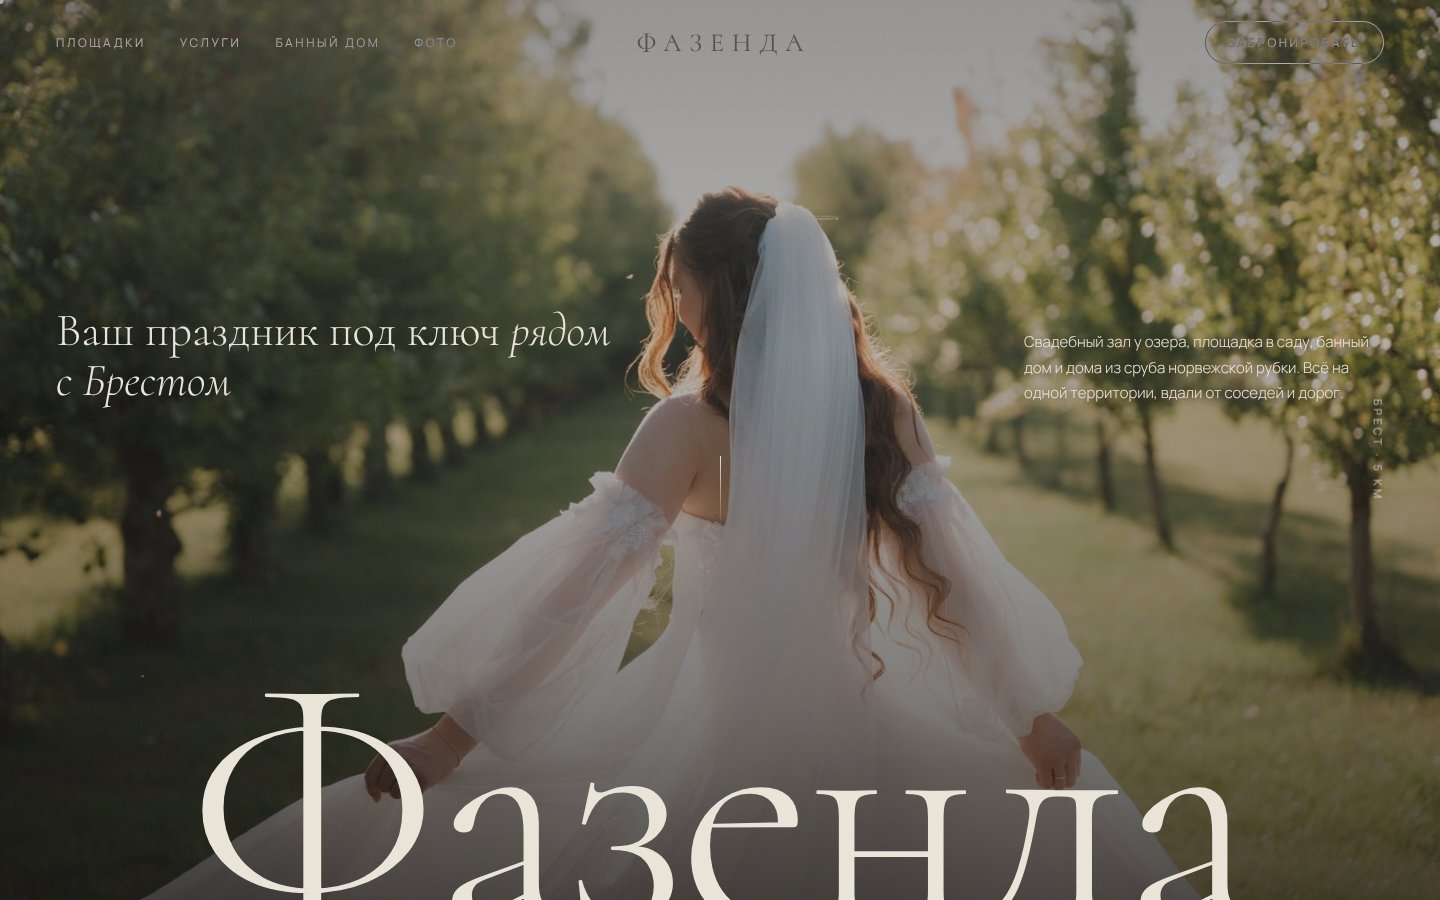 ПЛОЩАДКИ УСЛУГИ БАННЫЙ ДОМ ФОТО
ФАЗЕНДА
ЗАБРОНИРОВАТЬ
Ваш праздник под ключ рядом
с Брестом
Свадебный зал у озера, площадка в саду, банный
дом и дома из сруба норвежской рубки. Всё на
одной территории, вдали от соседей и дорог.
БРЕСТ · 5 КМ
Фазенда